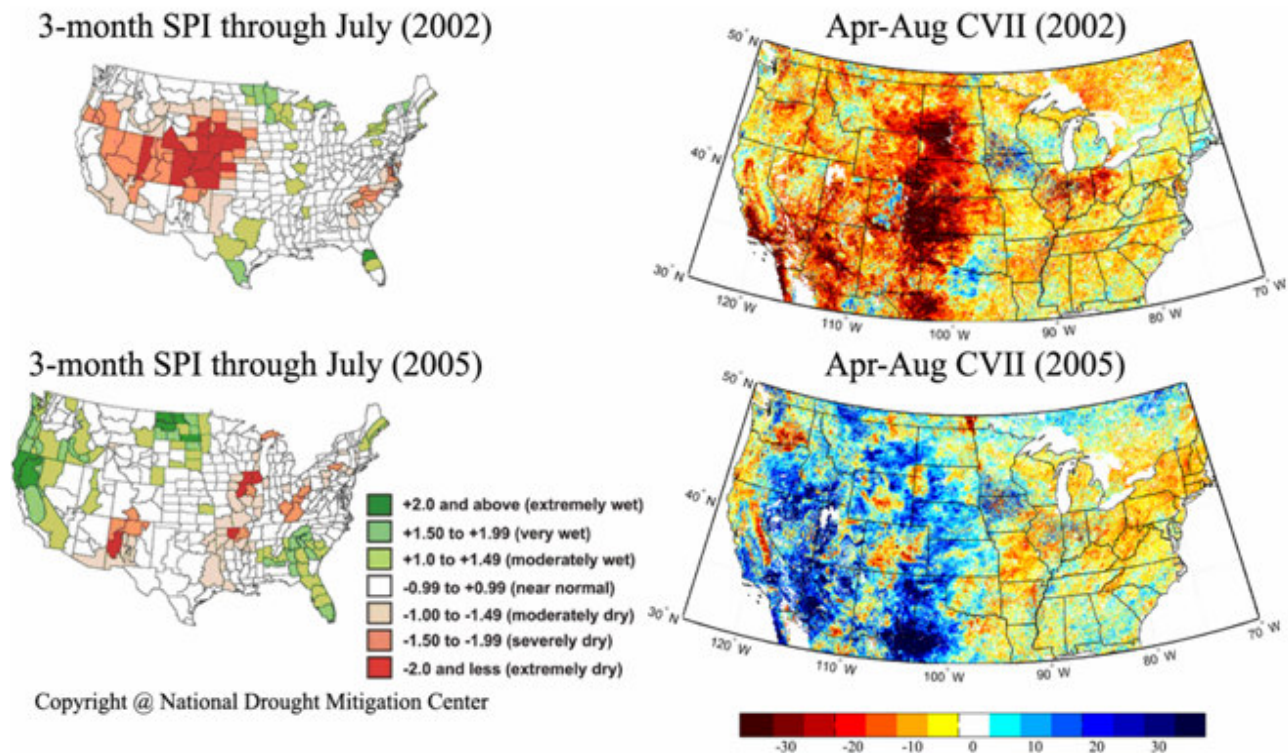 3-month SPI through July (2002)
Apr-Aug CVII (2002)
50° N
40° N
30° N
120° W
110° W
100° W
90° W
80° W
70° W
3-month SPI through July (2005)
Apr-Aug CVII (2005)
50° N
40° N
30° N
120° W
110° W
100° W
90° W
80° W
70° W
+2.0 and above (extremely wet)
+1.50 to +1.99 (very wet)
+1.0 to +1.49 (moderately wet)
-0.99 to +0.99 (near normal)
-1.00 to -1.49 (moderately dry)
-1.50 to -1.99 (severely dry)
-2.0 and less (extremely dry)
Copyright @ National Drought Mitigation Center
-30 -20 -10 0 10 20 30